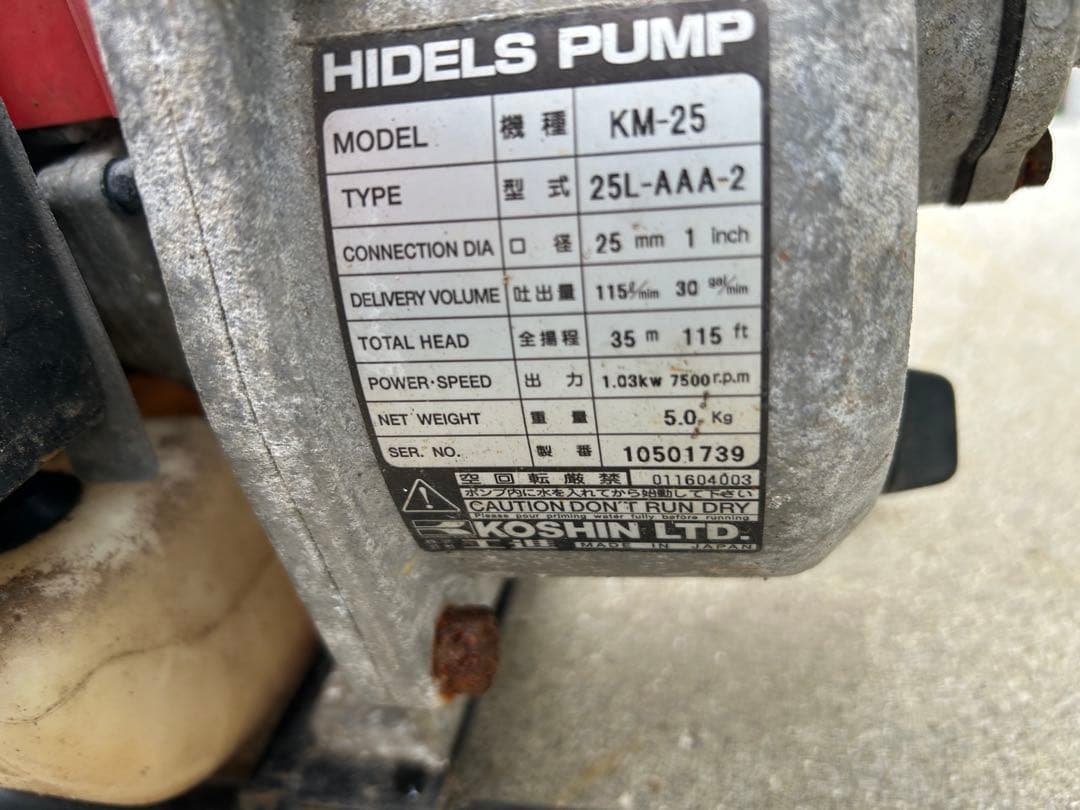 HIDELS PUMP
MODEL 機種 KM-25
TYPE 型式 25L-AAA-2
CONNECTION DIA 口径 25 mm 1 inch
DELIVERY VOLUME 吐出量 115ℓ/mim 30 gal/mim
TOTAL HEAD 全揚程 35 m 115 ft
POWER·SPEED 出力 1.03kw 7500 r.p.m
NET WEIGHT 重量 5.0 Kg
SER. NO. 製番 10501739
空回転厳禁 011604003
ポンプ内に水を入れてから始動して下さい
CAUTION DON'T RUN DRY
Please pour priming water fully before running
KOSHIN LTD.
工進 MADE IN JAPAN